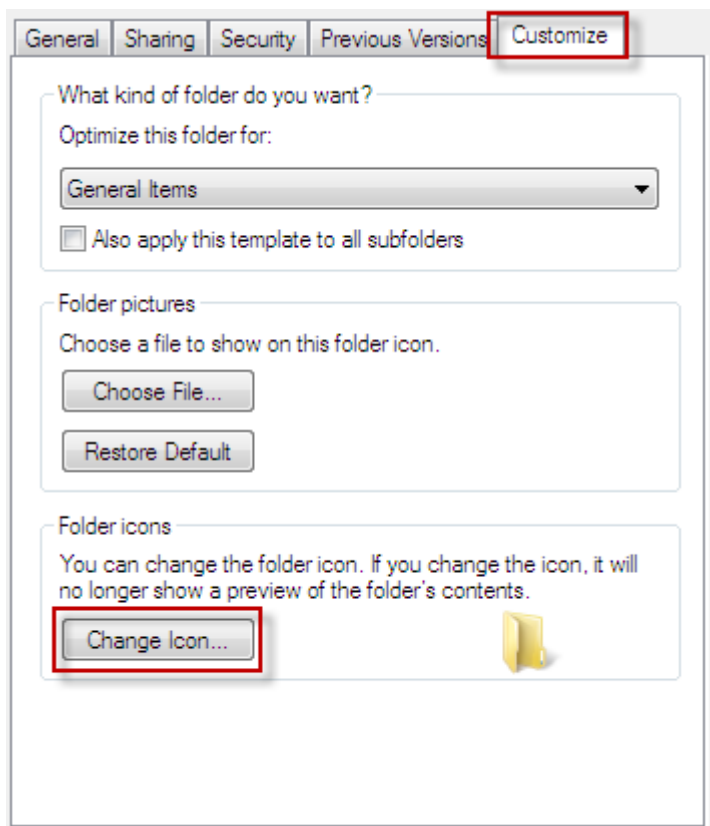 General Sharing Security Previous Versions Customize
What kind of folder do you want?
Optimize this folder for:
General Items
Also apply this template to all subfolders
Folder pictures
Choose a file to show on this folder icon.
Choose File...
Restore Default
Folder icons
You can change the folder icon. If you change the icon, it will
no longer show a preview of the folder's contents.
Change Icon...